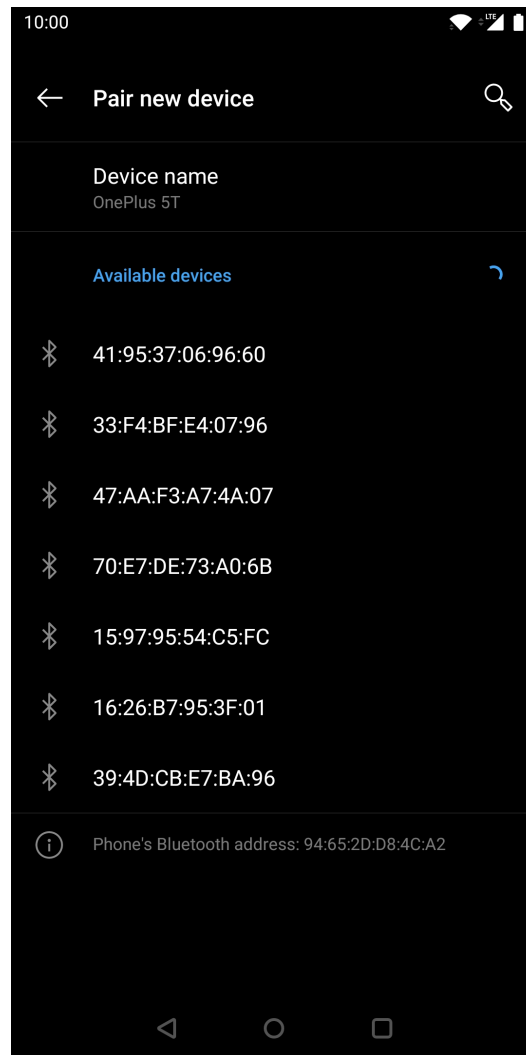 10:00
LTE
Pair new device
Device name
OnePlus 5T
Available devices
41:95:37:06:96:60
33:F4:BF:E4:07:96
47:AA:F3:A7:4A:07
70:E7:DE:73:A0:6B
15:97:95:54:C5:FC
16:26:B7:95:3F:01
39:4D:CB:E7:BA:96
Phone's Bluetooth address: 94:65:2D:D8:4C:A2